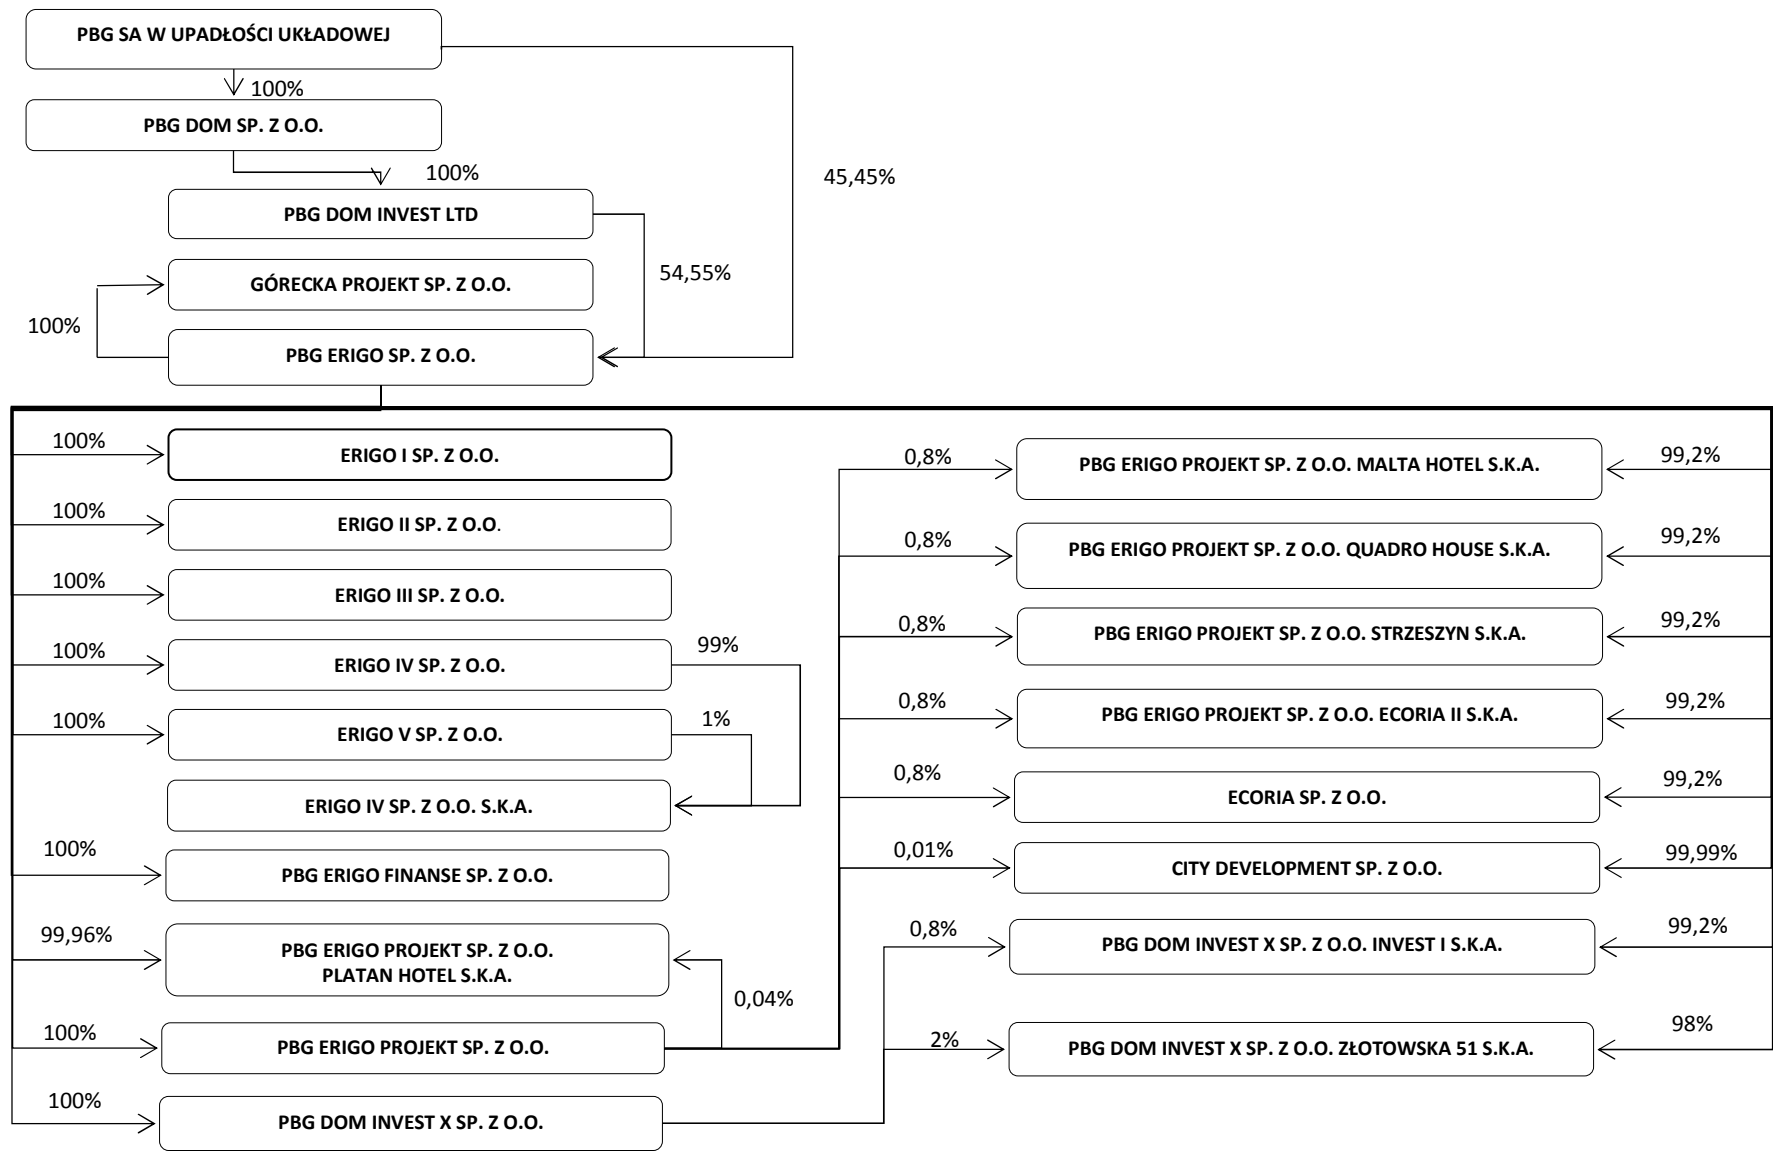 PBG SA W UPADŁOŚCI UKŁADOWEJ
100%
PBG DOM SP. Z O.O.
100%
45,45%
PBG DOM INVEST LTD
54,55%
GÓRECKA PROJEKT SP. Z O.O.
100%
PBG ERIGO SP. Z O.O.
100%
ERIGO I SP. Z O.O.
100%
ERIGO II SP. Z O.O.
100%
ERIGO III SP. Z O.O.
100%
ERIGO IV SP. Z O.O.
99%
100%
ERIGO V SP. Z O.O.
1%
ERIGO IV SP. Z O.O. S.K.A.
100%
PBG ERIGO FINANSE SP. Z O.O.
99,96%
PBG ERIGO PROJEKT SP. Z O.O.
PLATAN HOTEL S.K.A.
0,04%
100%
PBG ERIGO PROJEKT SP. Z O.O.
100%
PBG DOM INVEST X SP. Z O.O.
0,8%
PBG ERIGO PROJEKT SP. Z O.O. MALTA HOTEL S.K.A.
99,2%
0,8%
PBG ERIGO PROJEKT SP. Z O.O. QUADRO HOUSE S.K.A.
99,2%
0,8%
PBG ERIGO PROJEKT SP. Z O.O. STRZESZYN S.K.A.
99,2%
0,8%
PBG ERIGO PROJEKT SP. Z O.O. ECORIA II S.K.A.
99,2%
0,8%
ECORIA SP. Z O.O.
99,2%
0,01%
CITY DEVELOPMENT SP. Z O.O.
99,99%
0,8%
PBG DOM INVEST X SP. Z O.O. INVEST I S.K.A.
99,2%
2%
PBG DOM INVEST X SP. Z O.O. ZŁOTOWSKA 51 S.K.A.
98%